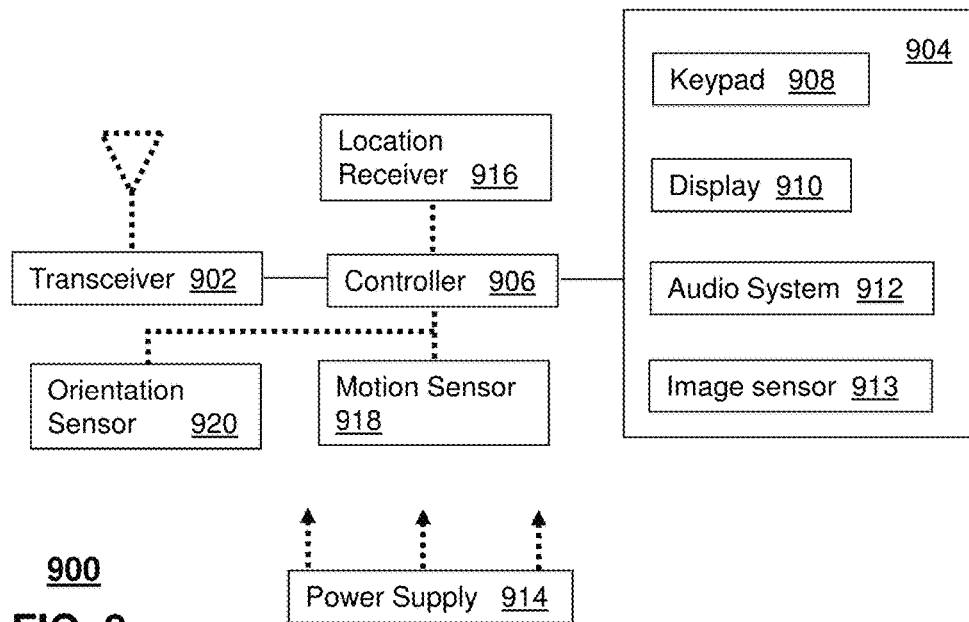 904
Keypad 908
Location
Receiver 916
Display 910
Transceiver 902
Controller 906
Audio System 912
Orientation
Sensor 920
Motion Sensor
918
Image sensor 913
900
Power Supply 914